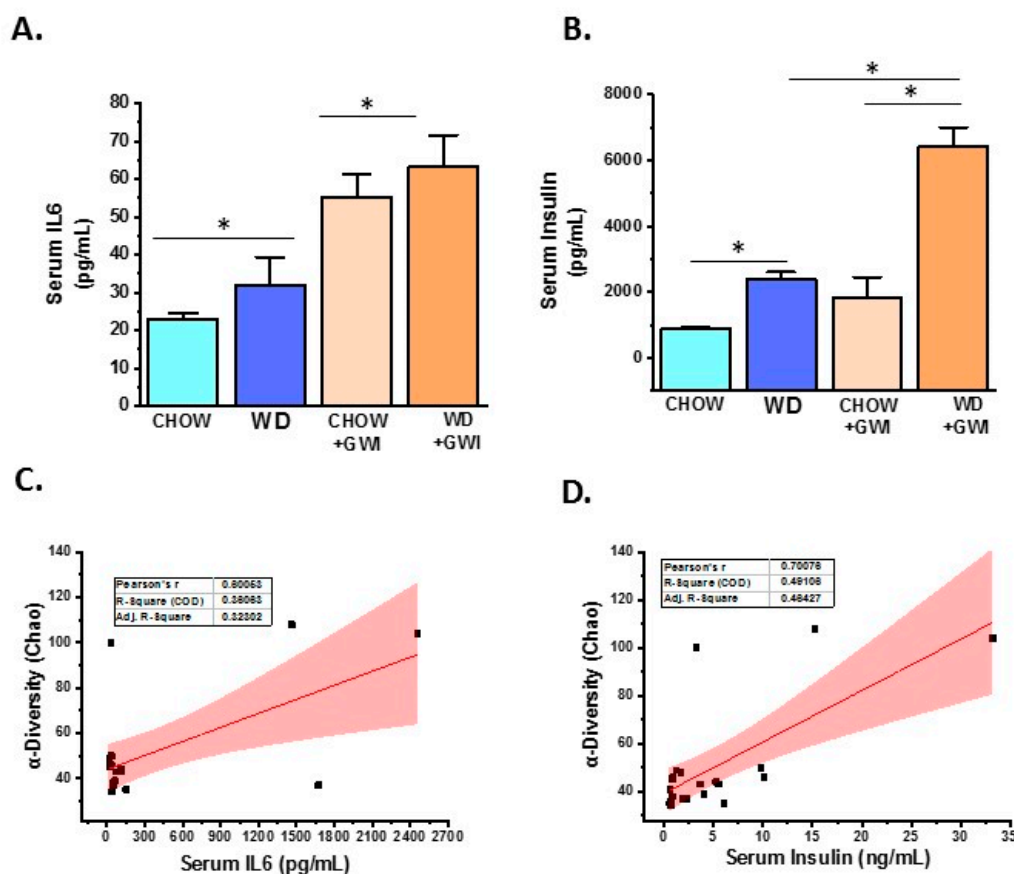 A.
Serum IL6
(pg/mL)
80
70
60
50
40
30
20
10
0
*
*
CHOW
WD
CHOW
+GWI
WD
+GWI
B.
Serum Insulin
(pg/mL)
8000
6000
4000
2000
0
*
*
*
CHOW
WD
CHOW
+GWI
WD
+GWI
C.
α-Diversity (Chao)
140
120
100
80
60
40
Pearson's r 0.60053
R-Square (COD) 0.36063
Adj. R-Square 0.32302
0 300 600 900 1200 1500 1800 2100 2400 2700
Serum IL6 (pg/mL)
D.
α-Diversity (Chao)
140
120
100
80
60
40
Pearson's r 0.70076
R-Square (COD) 0.49106
Adj. R-Square 0.46427
0 5 10 15 20 25 30 35
Serum Insulin (ng/mL)